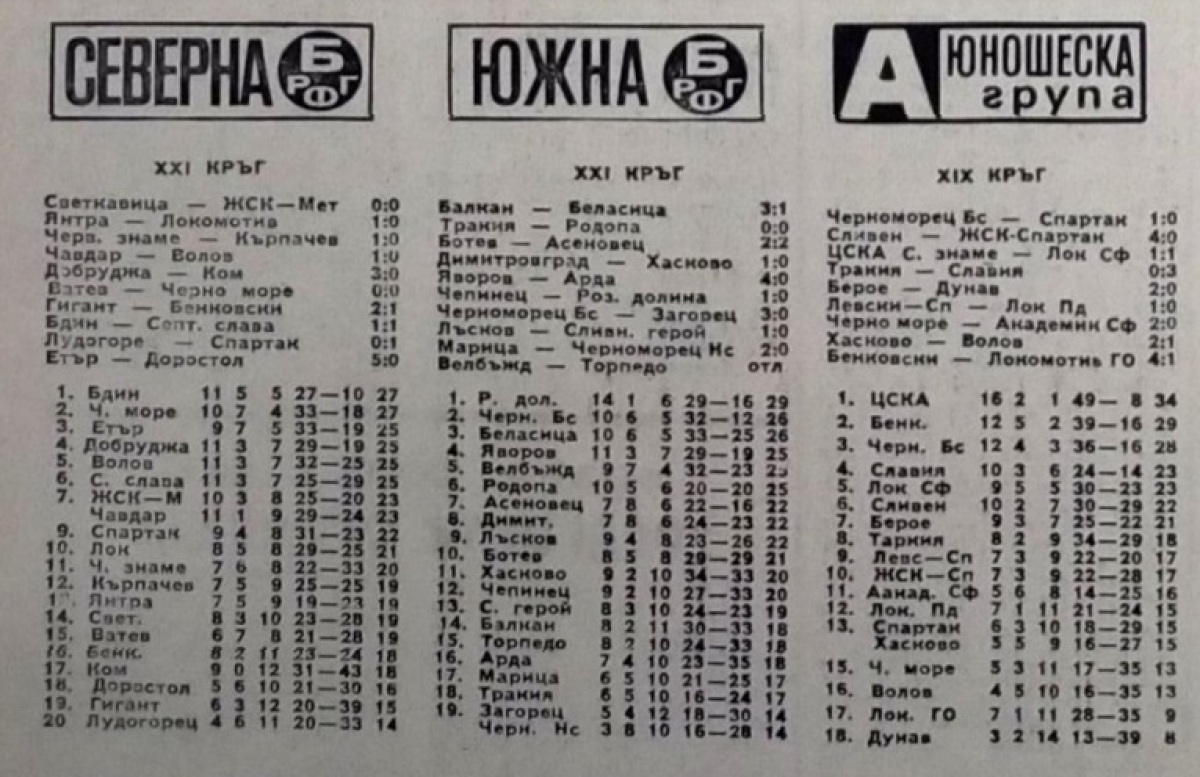 СЕВЕРНА Б РФГ
XXI КРЪГ
Светкавица — ЖСК—Мет 0:0
Янтра — Локомотив 1:0
Черв. знаме — Кърпачев 1:0
Чавдар — Волов 1:0
Добруджа — Ком 3:0
Ватев — Черно море 0:0
Гигант — Бенковски 2:1
Бдин — Септ. слава 1:1
Лудогоре — Спартак 0:1
Етър — Доростол 5:0
1. Бдин 11 5 5 27—10 27
2. Ч. море 10 7 4 33—18 27
3. Етър 9 7 5 33—19 25
4. Добруджа 11 3 7 29—19 25
5. Волов 11 3 7 32—25 25
6. С. слава 11 3 7 25—29 25
7. ЖСК—М 10 3 8 25—20 23
Чавдар 11 1 9 29—24 23
9. Спартак 9 4 8 31—23 22
10. Лок 8 5 8 29—25 21
11. Ч. знаме 7 6 8 22—33 20
12. Кърпачев 7 5 9 25—25 19
Янтра 7 5 9 19—23 19
14. Свет. 8 3 10 23—28 19
15. Ватев 6 7 8 21—28 19
16. Бенк. 8 2 11 23—24 18
17. Ком 9 0 12 31—43 18
18. Доростол 5 6 10 21—30 16
19. Гигант 6 3 12 20—39 15
20 Лудогорец 4 6 11 20—33 14
ЮЖНА Б РФГ
XXI КРЪГ
Балкан — Беласица 3:1
Тракия — Родопа 0:0
Ботев — Асеновец 2:2
Димитровград — Хасково 1:0
Яворов — Арда 4:0
Чепинец — Роз. долина 1:0
Черноморец Бс — Загорец 3:0
Лъсков — Сливн. герой 1:0
Марица — Черноморец Нс 2:0
Велбъжд — Торпедо отл
1. Р. дол. 14 1 6 29—16 29
2. Черн. Бс 10 6 5 32—12 26
3. Беласица 10 6 5 33—25 26
4. Яворов 11 3 7 29—19 25
5. Велбъжд 9 7 4 32—23 25
6. Родопа 10 5 6 20—20 25
7. Асеновец 7 8 6 22—16 22
8. Димит. 7 8 6 24—23 22
9. Лъсков 9 4 8 23—26 22
10. Ботев 8 5 8 29—29 21
11. Хасково 9 2 10 34—33 20
12. Чепинец 9 2 10 27—33 20
13. С. герой 8 3 10 24—23 19
14. Балкан 8 2 11 30—33 18
15. Торпедо 8 2 10 24—33 18
16. Арда 7 4 10 23—35 18
17. Марица 6 5 10 21—25 17
18. Тракия 6 5 10 16—24 17
19. Загорец 5 4 12 18—30 14
Черн. Нс 3 8 10 16—28 14
А ЮНОШЕСКА група
XIX КРЪГ
Черноморец Бс — Спартак 1:0
Сливен — ЖСК-Спартак 4:0
ЦСКА С. знаме — Лок Сф 1:1
Тракия — Славия 0:3
Берое — Дунав 2:0
Левски—Сп — Лок Пд 1:0
Черно море — Академик Сф 2:0
Хасково — Волов 2:1
Бенковски — Локомотив ГО 4:1
1. ЦСКА 16 2 1 49— 8 34
2. Бенк. 12 5 2 39—16 29
3. Черн. Бс 12 4 3 36—16 28
4. Славия 10 3 6 24—14 23
5. Лок Сф 9 5 5 30—23 23
6. Сливен 10 2 7 30—29 22
7. Берое 9 3 7 25—22 21
8. Таркия 8 2 9 34—29 18
9. Левс—Сп 7 3 9 22—20 17
10. ЖСК—Сп 7 3 9 22—28 17
11. Аанад. Сф 5 6 8 14—25 16
12. Лок. Пд 7 1 11 21—24 15
13. Спартак 6 3 10 18—29 15
Хасково 5 5 9 16—27 15
15. Ч. море 5 3 11 17—35 13
16. Волов 4 5 10 16—35 13
17. Лок. ГО 7 1 11 28—35 9
18. Дунав 3 2 14 13—39 8